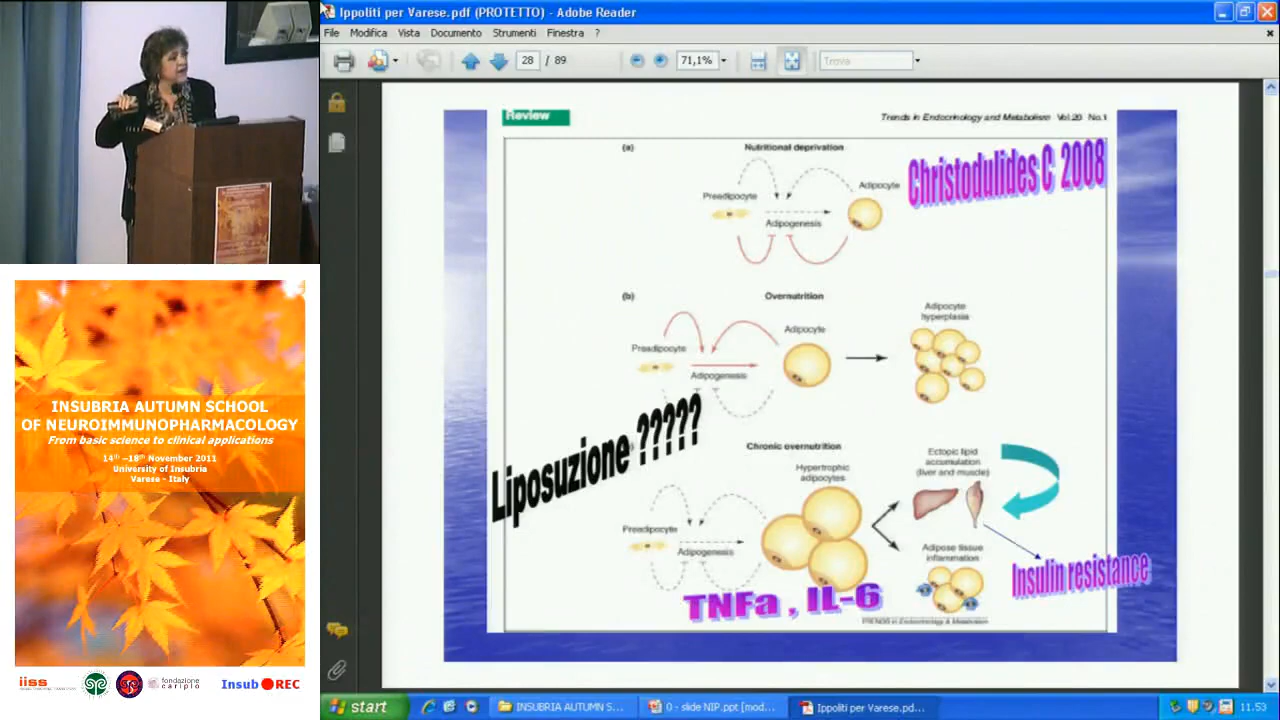 Ippoliti per Varese.pdf (PROTETTO) - Adobe Reader
File Modifica Vista Documento Strumenti Finestra ?
28 / 89 71,1% Trova
Review
Trends in Endocrinology and Metabolism Vol.20 No.1
(a) Nutritional deprivation
Christodulides C 2008
Preadipocyte
Adipocyte
Adipogenesis
(b) Overnutrition
Adipocyte
hyperplasia
Preadipocyte
Adipocyte
Adipogenesis
Liposuzione ?????
Chronic overnutrition
Hypertrophic
adipocytes
Ectopic lipid
accumulation
(liver and muscle)
Preadipocyte
Adipogenesis
Adipose tissue
inflammation
Insulin resistance
TNFa , IL-6
TRENDS in Endocrinology & Metabolism
INSUBRIA AUTUMN SCHOOL
OF NEUROIMMUNOPHARMACOLOGY
From basic science to clinical applications
14th –18th November 2011
University of Insubria
Varese - Italy
iiss
fondazione
cariplo
Insub REC
start
INSUBRIA AUTUMN S...
0 - slide NIP.ppt [mod...
Ippoliti per Varese.pd...
11.53